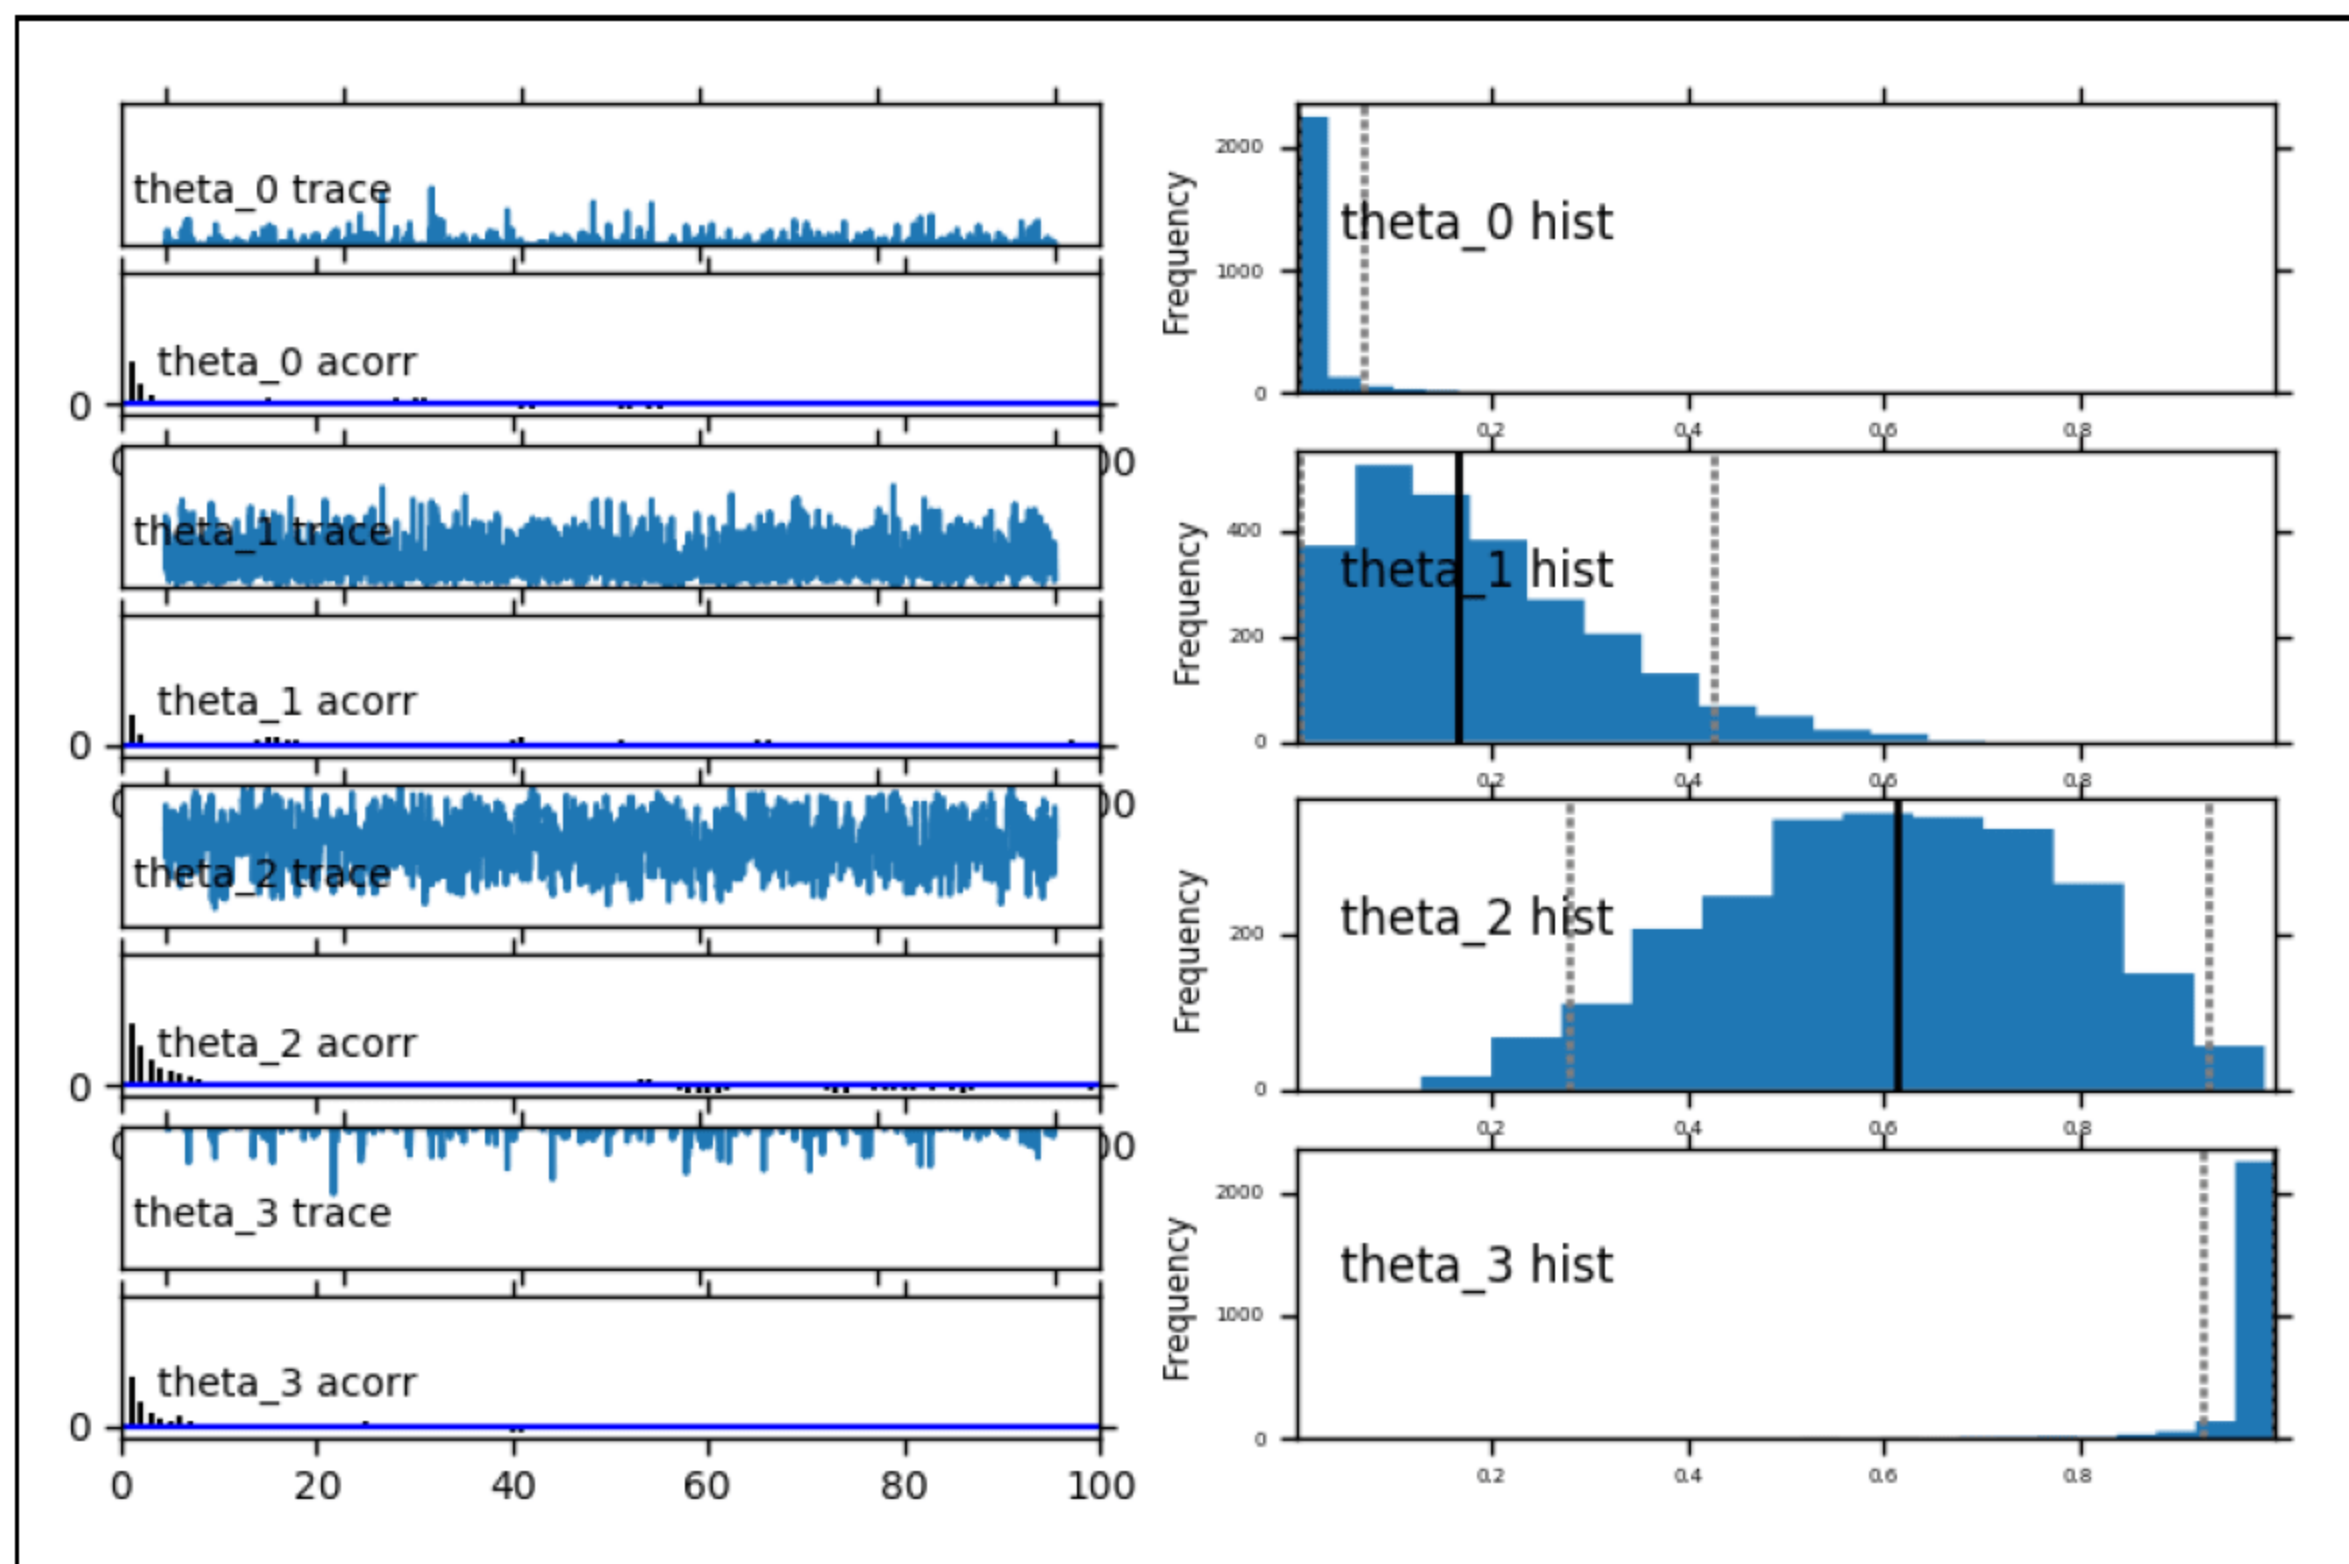 theta_0 trace
theta_0 acorr
0
00
theta_1 trace
theta_1 acorr
0
00
theta_2 trace
theta_2 acorr
0
00
theta_3 trace
theta_3 acorr
0
0 20 40 60 80 100
Frequency
2000
1000
0
theta_0 hist
0.2 0.4 0.6 0.8
Frequency
400
200
0
theta_1 hist
0.2 0.4 0.6 0.8
Frequency
200
0
theta_2 hist
0.2 0.4 0.6 0.8
Frequency
2000
1000
0
theta_3 hist
0.2 0.4 0.6 0.8